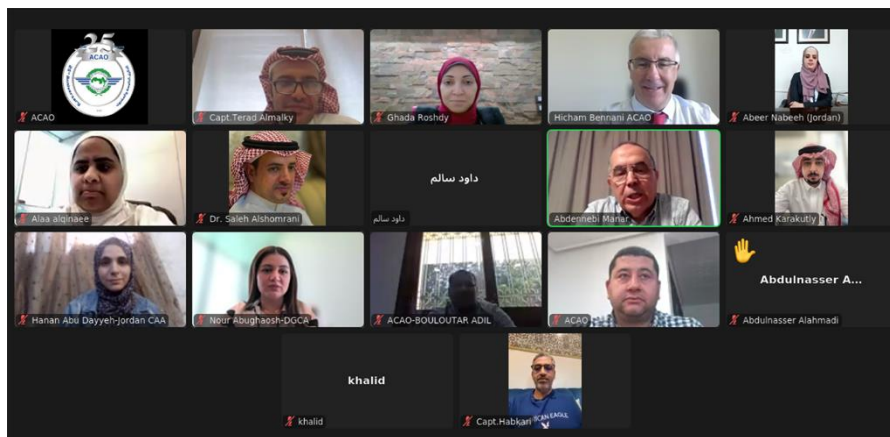 25
ACAO
ACAO
Capt.Terad Almalky
Ghada Roshdy
Hicham Bennani ACAO
Abeer Nabeeh (Jordan)
Alaa alqinaee
Dr. Saleh Alshomrani
داود سالم
داود سالم
Abdennebi Manar
Ahmed Karakutly
Hanan Abu Dayyeh-Jordan CAA
Nour Abughaosh-DGCA
ACAO-BOULOUTAR ADIL
ACAO
Abdulnasser A...
Abdulnasser Alahmadi
khalid
khalid
Capt.Habkari